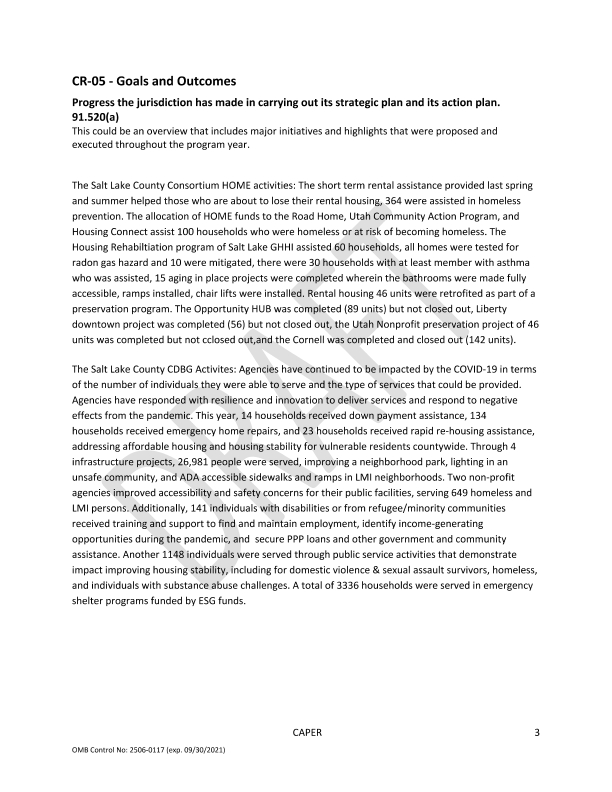 CR-05 - Goals and Outcomes
Progress the jurisdiction has made in carrying out its strategic plan and its action plan.
91.520(a)
This could be an overview that includes major initiatives and highlights that were proposed and
executed throughout the program year.
The Salt Lake County Consortium HOME activities: The short term rental assistance provided last spring
and summer helped those who are about to lose their rental housing, 364 were assisted in homeless
prevention. The allocation of HOME funds to the Road Home, Utah Community Action Program, and
Housing Connect assist 100 households who were homeless or at risk of becoming homeless. The
Housing Rehabiltiation program of Salt Lake GHHI assisted 60 households, all homes were tested for
radon gas hazard and 10 were mitigated, there were 30 households with at least member with asthma
who was assisted, 15 aging in place projects were completed wherein the bathrooms were made fully
accessible, ramps installed, chair lifts were installed. Rental housing 46 units were retrofited as part of a
preservation program. The Opportunity HUB was completed (89 units) but not closed out, Liberty
downtown project was completed (56) but not clossed out, the Utah Nonprofit preservation project of 46
units was completed but not cclosed out,and the Cornell was completed and closed out (142 units).
The Salt Lake County CDBG Activites: Agencies have continued to be impacted by the COVID-19 in terms
of the number of individuals they were able to serve and the type of services that could be provided.
Agencies have responded with resilience and innovation to deliver services and respond to negative
effects from the pandemic. This year, 14 households received down payment assistance, 134
households received emergency home repairs, and 23 households received rapid re-housing assistance,
addressing affordable housing and housing stability for vulnerable residents countywide. Through 4
infrastructure projects, 26,981 people were served, improving a neighborhood park, lighting in an
unsafe community, and ADA accessible sidewalks and ramps in LMI neighborhoods. Two non-profit
agencies improved accessibility and safety concerns for their public facilities, serving 649 homeless and
LMI persons. Additionally, 141 individuals with disabilities or from refugee/minority communities
received training and support to find and maintain employment, identify income-generating
opportunities during the pandemic, and  secure PPP loans and other government and community
assistance. Another 1148 individuals were served through public service activities that demonstrate
impact improving housing stability, including for domestic violence & sexual assault survivors, homeless,
and individuals with substance abuse challenges. A total of 3336 households were served in emergency
shelter programs funded by ESG funds.
DRAFT
CAPER
3
OMB Control No: 2506-0117 (exp. 09/30/2021)